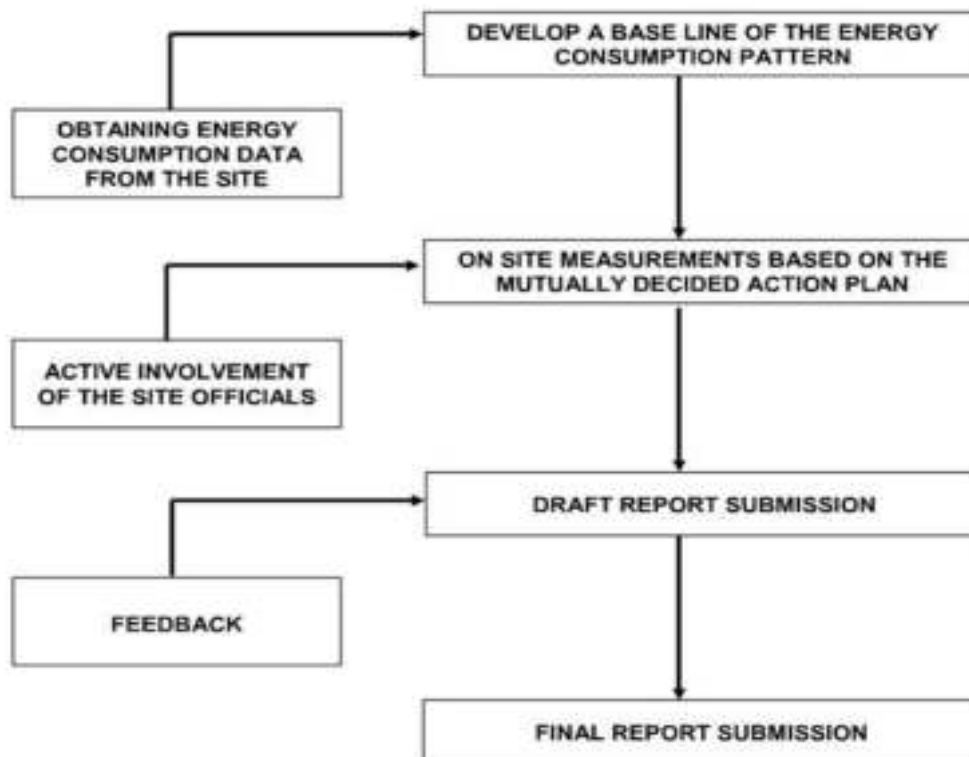 DEVELOP A BASE LINE OF THE ENERGY
CONSUMPTION PATTERN
OBTAINING ENERGY
CONSUMPTION DATA
FROM THE SITE
ON SITE MEASUREMENTS BASED ON THE
MUTUALLY DECIDED ACTION PLAN
ACTIVE INVOLVEMENT
OF THE SITE OFFICIALS
DRAFT REPORT SUBMISSION
FEEDBACK
FINAL REPORT SUBMISSION